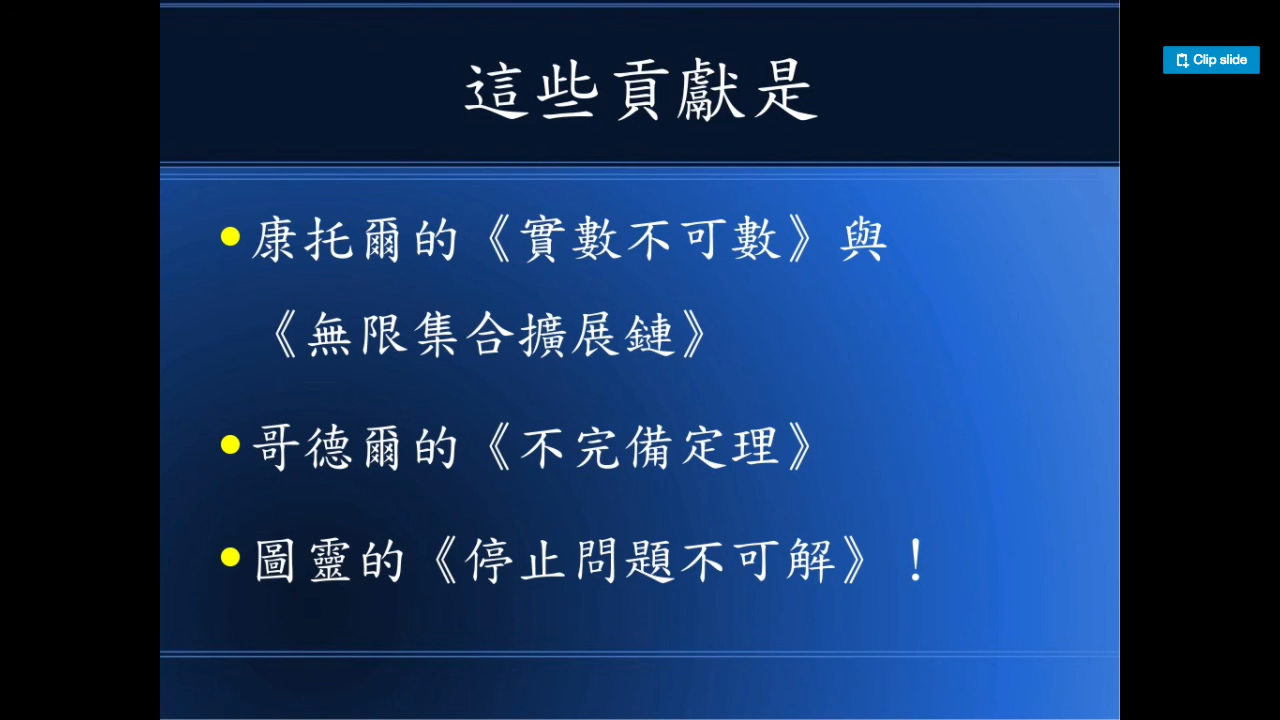 這些貢獻是
Clip slide
康托爾的《實數不可數》與
《無限集合擴展鏈》
哥德爾的《不完備定理》
圖靈的《停止問題不可解》！